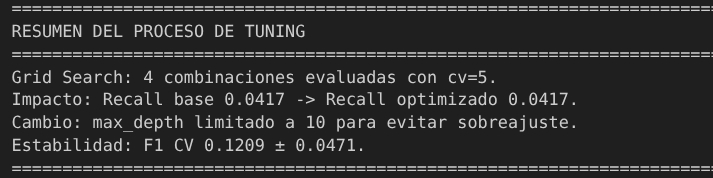 ================================================================================
RESUMEN DEL PROCESO DE TUNING
================================================================================
Grid Search: 4 combinaciones evaluadas con cv=5.
Impacto: Recall base 0.0417 -> Recall optimizado 0.0417.
Cambio: max_depth limitado a 10 para evitar sobreajuste.
Estabilidad: F1 CV 0.1209 ± 0.0471.
================================================================================